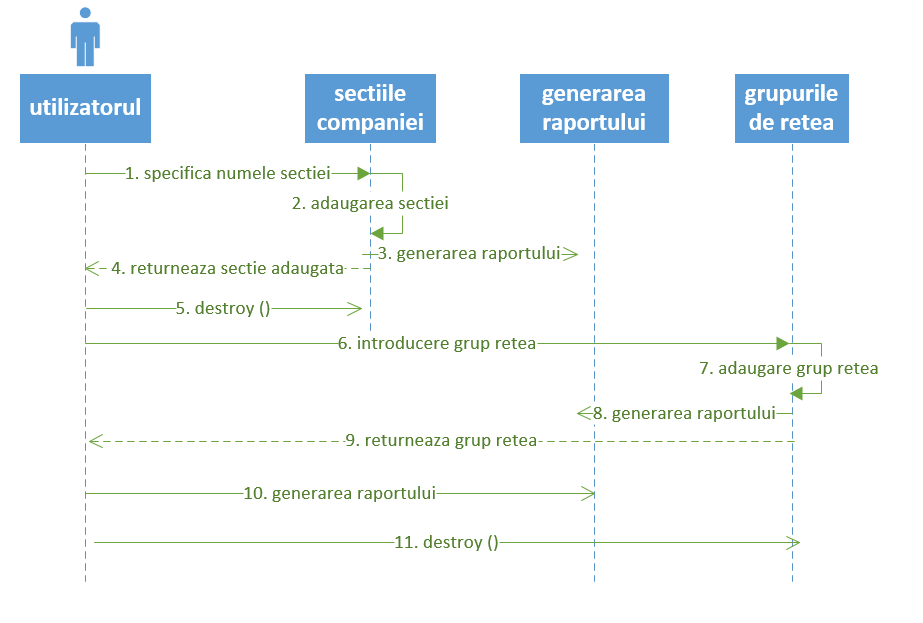 utilizatorul
sectiile
companiei
generarea
raportului
grupurile
de retea
1. specifica numele sectiei
2. adaugarea sectiei
3. generarea raportului
4. returneaza sectie adaugata
5. destroy ()
6. introducere grup retea
7. adaugare grup retea
8. generarea raportului
9. returneaza grup retea
10. generarea raportului
11. destroy ()